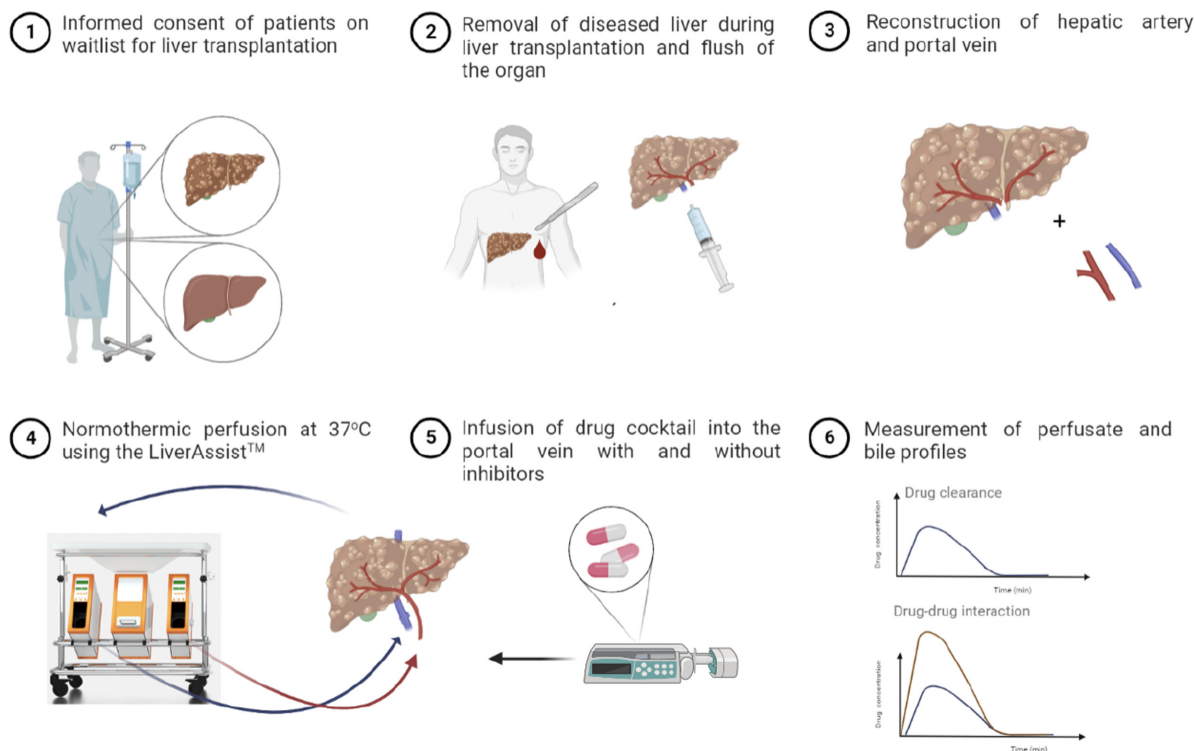 1
Informed consent of patients on
waitlist for liver transplantation
2
Removal of diseased liver during
liver transplantation and flush of
the organ
3
Reconstruction of hepatic artery
and portal vein
+
4
Normothermic perfusion at 37ºC
using the LiverAssist™
5
Infusion of drug cocktail into the
portal vein with and without
inhibitors
6
Measurement of perfusate and
bile profiles
Drug clearance
Drug concentration
Time (min)
Drug-drug interaction
Drug concentration
Time (min)